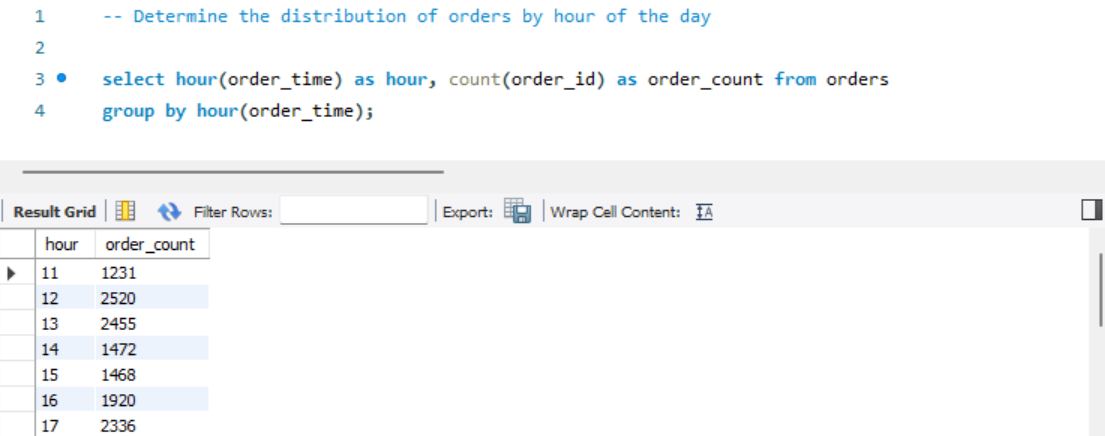 1 -- Determine the distribution of orders by hour of the day
2
3 select hour(order_time) as hour, count(order_id) as order_count from orders
4 group by hour(order_time);
Result Grid Filter Rows: Export: Wrap Cell Content: IA
hour order_count
11 1231
12 2520
13 2455
14 1472
15 1468
16 1920
17 2336